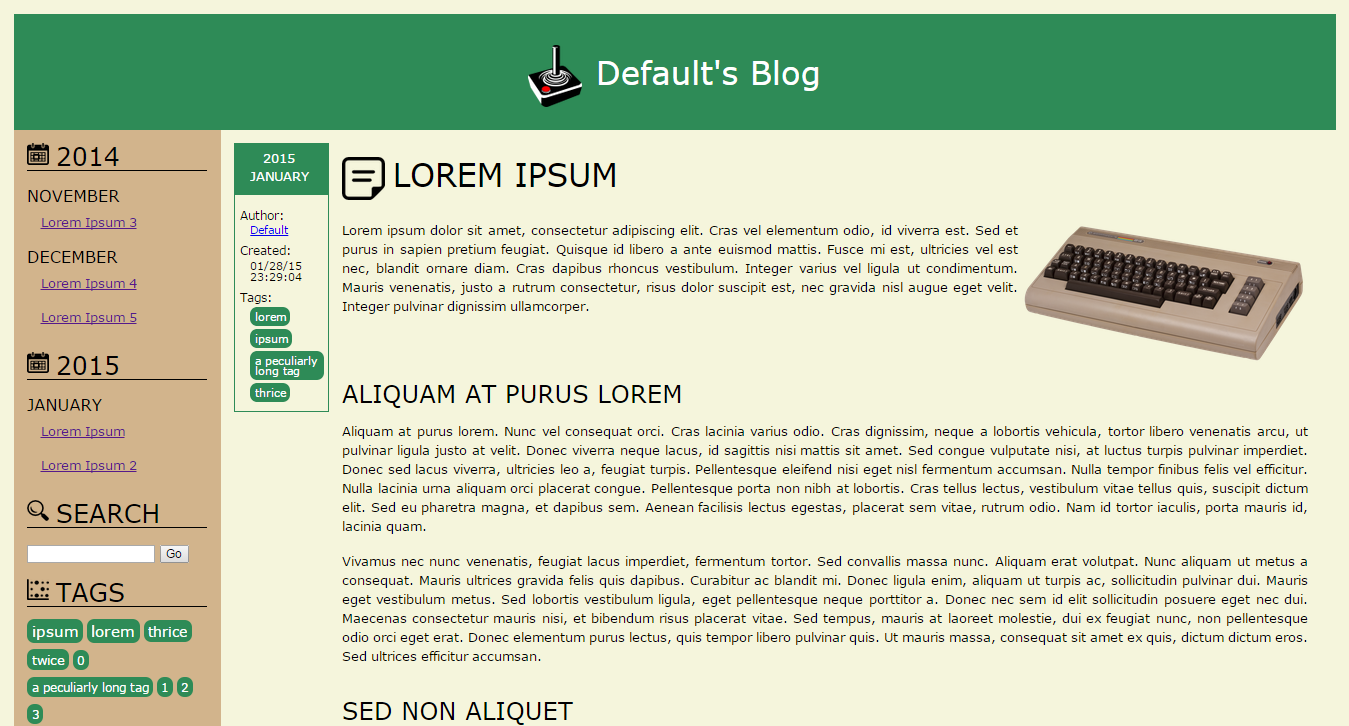 Default's Blog
2014
NOVEMBER
Lorem Ipsum 3
DECEMBER
Lorem Ipsum 4
Lorem Ipsum 5
2015
JANUARY
Lorem Ipsum
Lorem Ipsum 2
SEARCH
Go
TAGS
ipsum lorem thrice
twice 0
a peculiarly long tag 1 2
3
2015
JANUARY
Author:
Default
Created:
01/28/15
23:29:04
Tags:
lorem
ipsum
a peculiarly
long tag
thrice
LOREM IPSUM
Lorem ipsum dolor sit amet, consectetur adipiscing elit. Cras vel elementum odio, id viverra est. Sed et
purus in sapien pretium feugiat. Quisque id libero a ante euismod mattis. Fusce mi est, ultricies vel est
nec, blandit ornare diam. Cras dapibus rhoncus vestibulum. Integer varius vel ligula ut condimentum.
Mauris venenatis, justo a rutrum consectetur, risus dolor suscipit est, nec gravida nisl augue eget velit.
Integer pulvinar dignissim ullamcorper.
ALIQUAM AT PURUS LOREM
Aliquam at purus lorem. Nunc vel consequat orci. Cras lacinia varius odio. Cras dignissim, neque a lobortis vehicula, tortor libero venenatis arcu, ut
pulvinar ligula justo at velit. Donec viverra neque lacus, id sagittis nisi mattis sit amet. Sed congue vulputate nisi, at luctus turpis pulvinar imperdiet.
Donec sed lacus viverra, ultricies leo a, feugiat turpis. Pellentesque eleifend nisi eget nisl fermentum accumsan. Nulla tempor finibus felis vel efficitur.
Nulla lacinia urna aliquam orci placerat congue. Pellentesque porta non nibh at lobortis. Cras tellus lectus, vestibulum vitae tellus quis, suscipit dictum
elit. Sed eu pharetra magna, et dapibus sem. Aenean facilisis lectus egestas, placerat sem vitae, rutrum odio. Nam id tortor iaculis, porta mauris id,
lacinia quam.
Vivamus nec nunc venenatis, feugiat lacus imperdiet, fermentum tortor. Sed convallis massa nunc. Aliquam erat volutpat. Nunc aliquam ut metus a
consequat. Mauris ultrices gravida felis quis dapibus. Curabitur ac blandit mi. Donec ligula enim, aliquam ut turpis ac, sollicitudin pulvinar dui. Mauris
eget vestibulum metus. Sed lobortis vestibulum ligula, eget pellentesque neque porttitor a. Donec nec sem id elit sollicitudin posuere eget nec dui.
Maecenas consectetur mauris nisi, et bibendum risus placerat vitae. Sed tempus, mauris at laoreet molestie, dui ex feugiat nunc, non pellentesque
odio orci eget erat. Donec elementum purus lectus, quis tempor libero pulvinar quis. Ut mauris massa, consequat sit amet ex quis, dictum dictum eros.
Sed ultrices efficitur accumsan.
SED NON ALIQUET